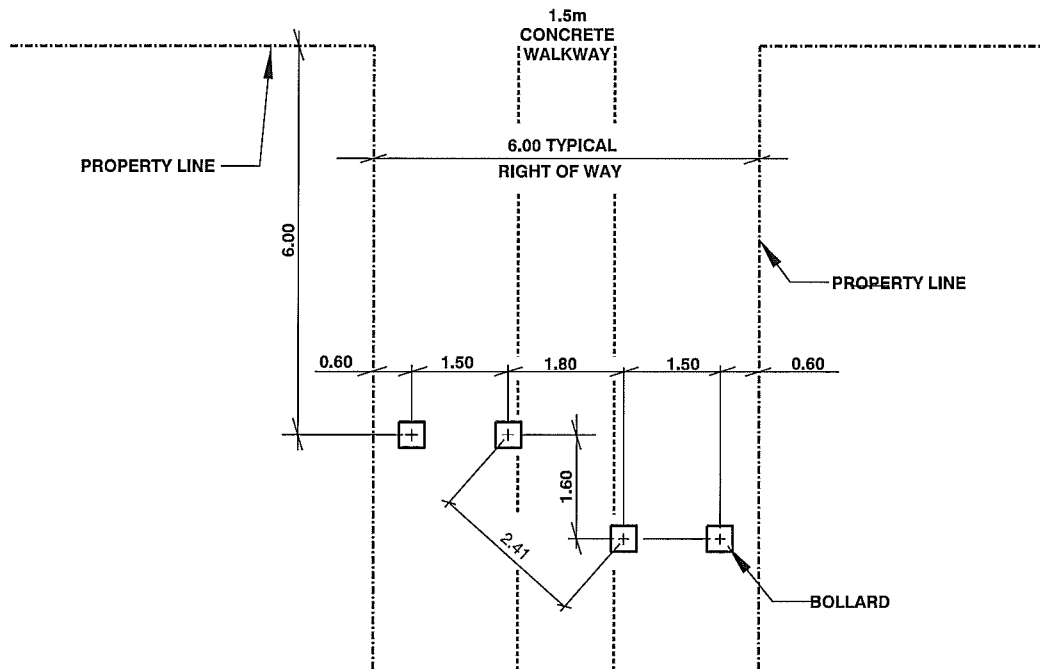 1.5m
CONCRETE
WALKWAY
6.00 TYPICAL
RIGHT OF WAY
PROPERTY LINE
6.00
PROPERTY LINE
0.60
1.50
1.80
1.50
0.60
1.60
2.41
BOLLARD